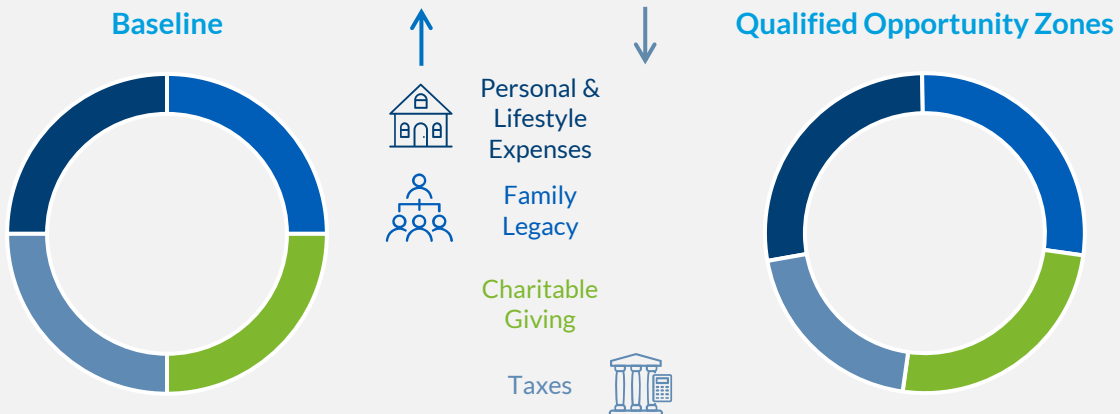 Baseline
Qualified Opportunity Zones
Personal &
Lifestyle
Expenses
Family
Legacy
Charitable
Giving
Taxes